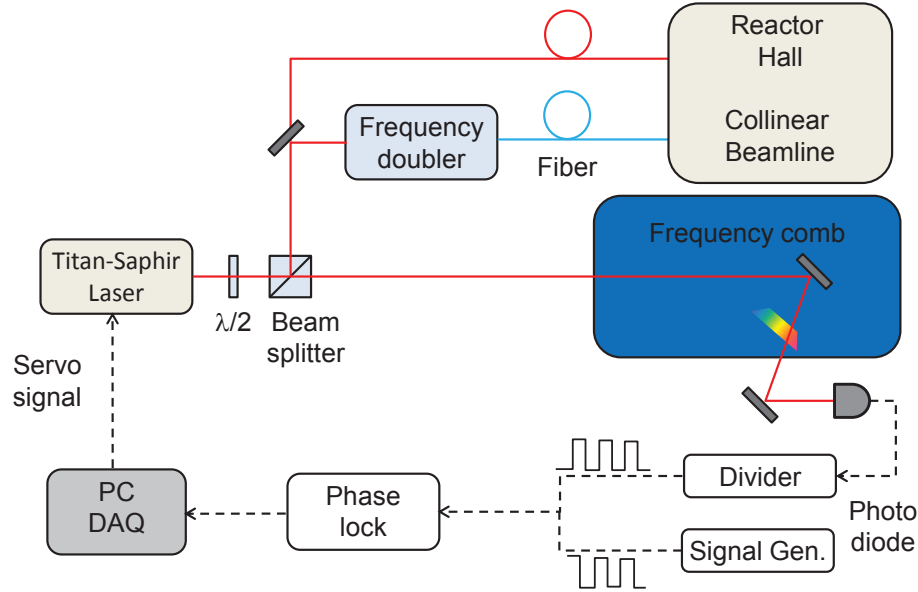 Reactor
Hall
Collinear
Beamline
Frequency
doubler
Fiber
Frequency comb
Titan-Saphir
Laser
λ/2
Beam
splitter
Servo
signal
PC
DAQ
Phase
lock
Divider
Signal Gen.
Photo
diode